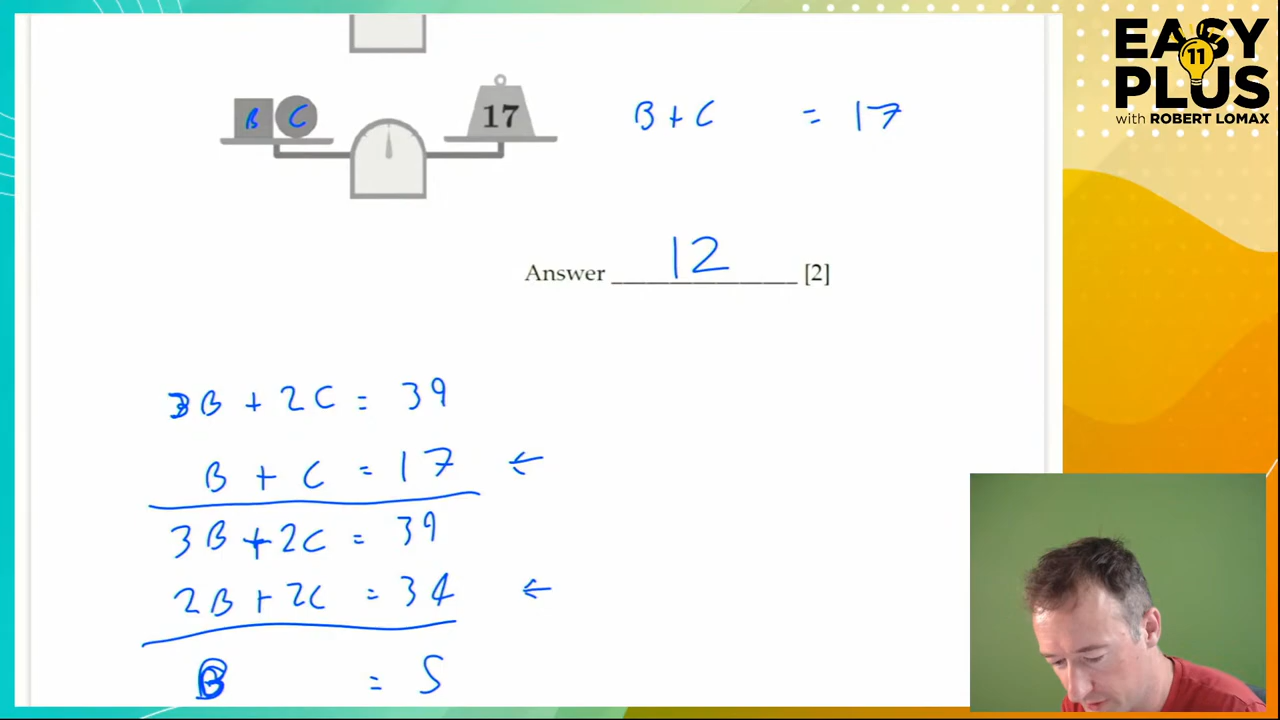 EASY
11
PLUS
with ROBERT LOMAX
B C
17
B + C = 17
Answer 12 [2]
3B + 2C = 39
B + C = 17 ←
3B + 2C = 39
2B + 2C = 34 ←
B = 5